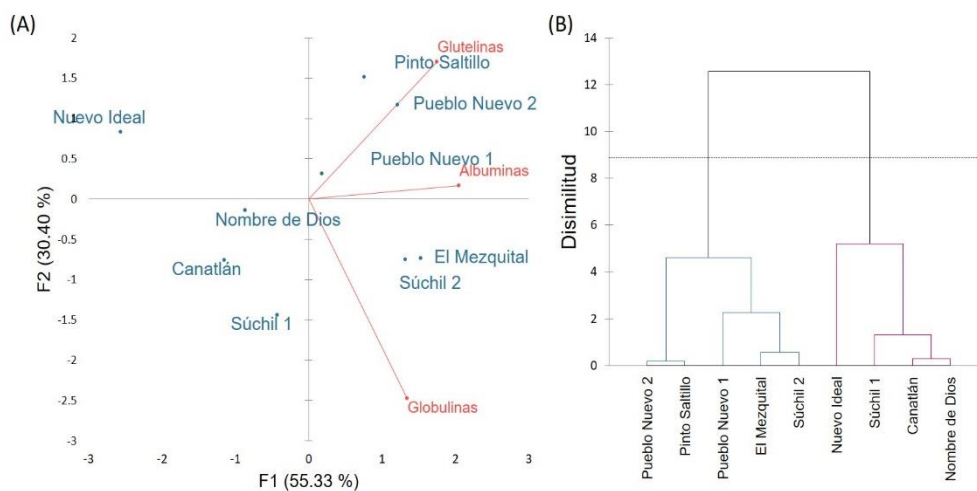 (A)
2
1.5
1
0.5
0
-0.5
-1
-1.5
-2
-2.5
-3
F2 (30.40 %)
Glutelinas
Pinto Saltillo
Pueblo Nuevo 2
Nuevo Ideal
Pueblo Nuevo 1
Albuminas
Nombre de Dios
Canatlán
El Mezquital
Súchil 2
Súchil 1
Globulinas
-3
-2
-1
0
1
2
3
F1 (55.33 %)
(B)
14
12
10
8
6
4
2
0
Disimilitud
Pueblo Nuevo 2
Pinto Saltillo
Pueblo Nuevo 1
El Mezquital
Súchil 2
Nuevo Ideal
Súchil 1
Canatlán
Nombre de Dios